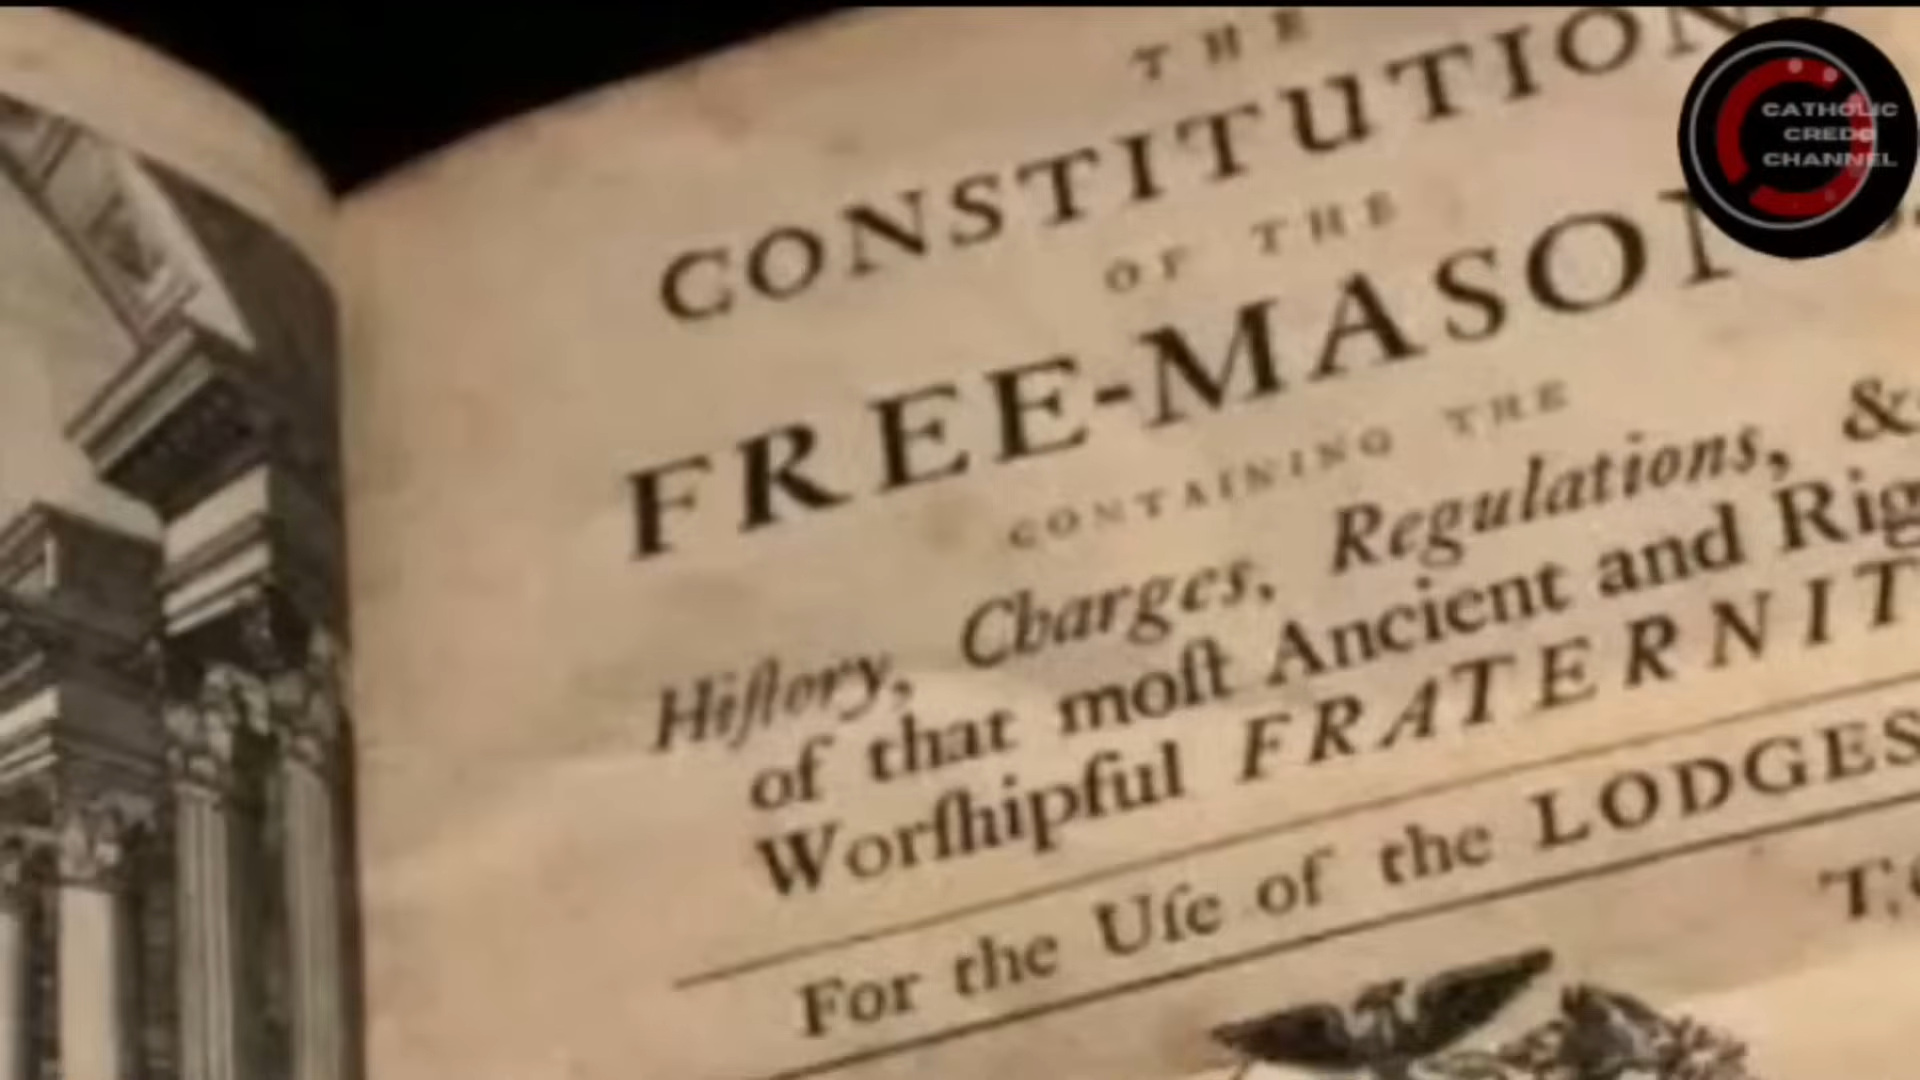 THE
CONSTITUTIONS
OF THE
FREE-MASON
CONTAINING THE
Hiſtory, Charges, Regulations, &
of that moſt Ancient and Rig
Worſhipful FRATERNIT
For the Uſe of the LODGES
CATHOLIC
CREDO
CHANNEL